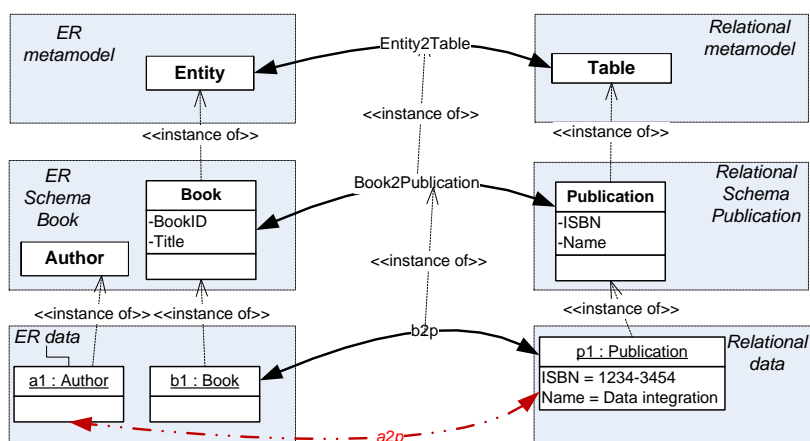 ER
metamodel
Entity
Entity2Table
Relational
metamodel
Table
<<instance of>>
<<instance of>>
<<instance of>>
ER
Schema
Book
Book
-BookID
-Title
Author
Book2Publication
Publication
-ISBN
-Name
Relational
Schema
Publication
<<instance of>>
<<instance of>>
<<instance of>>
<<instance of>>
ER data
a1 : Author
b1 : Book
b2p
p1 : Publication
ISBN = 1234-3454
Name = Data integration
Relational
data
a2p